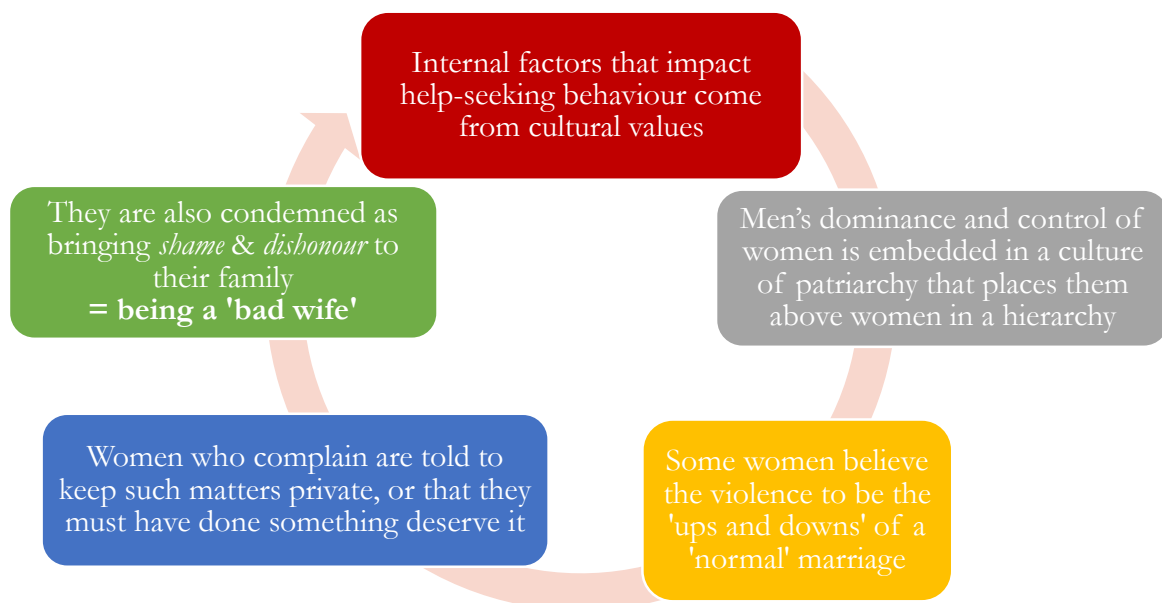 Internal factors that impact
help-seeking behaviour come
from cultural values
Men’s dominance and control of
women is embedded in a culture
of patriarchy that places them
above women in a hierarchy
Some women believe
the violence to be the
'ups and downs' of a
'normal' marriage
Women who complain are told to
keep such matters private, or that they
must have done something deserve it
They are also condemned as
bringing shame & dishonour to
their family
= being a 'bad wife'